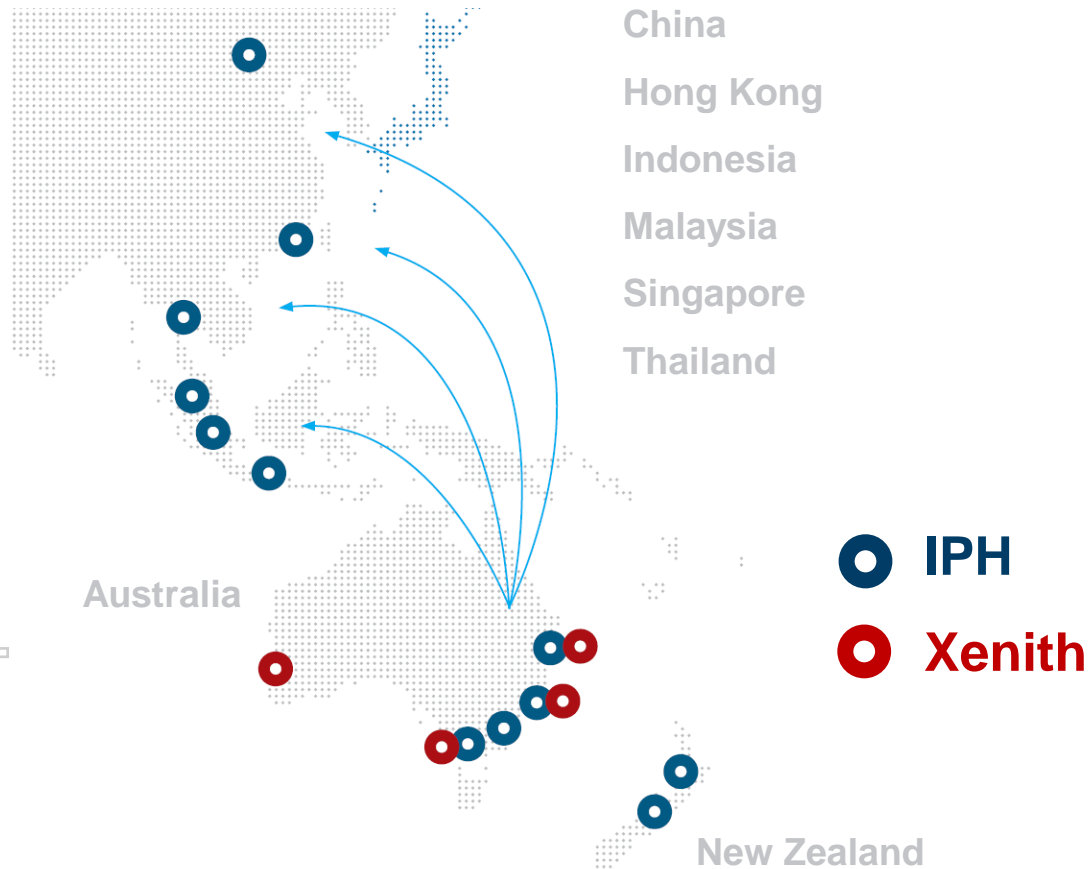 China
Hong Kong
Indonesia
Malaysia
Singapore
Thailand
Australia
IPH
Xenith
New Zealand